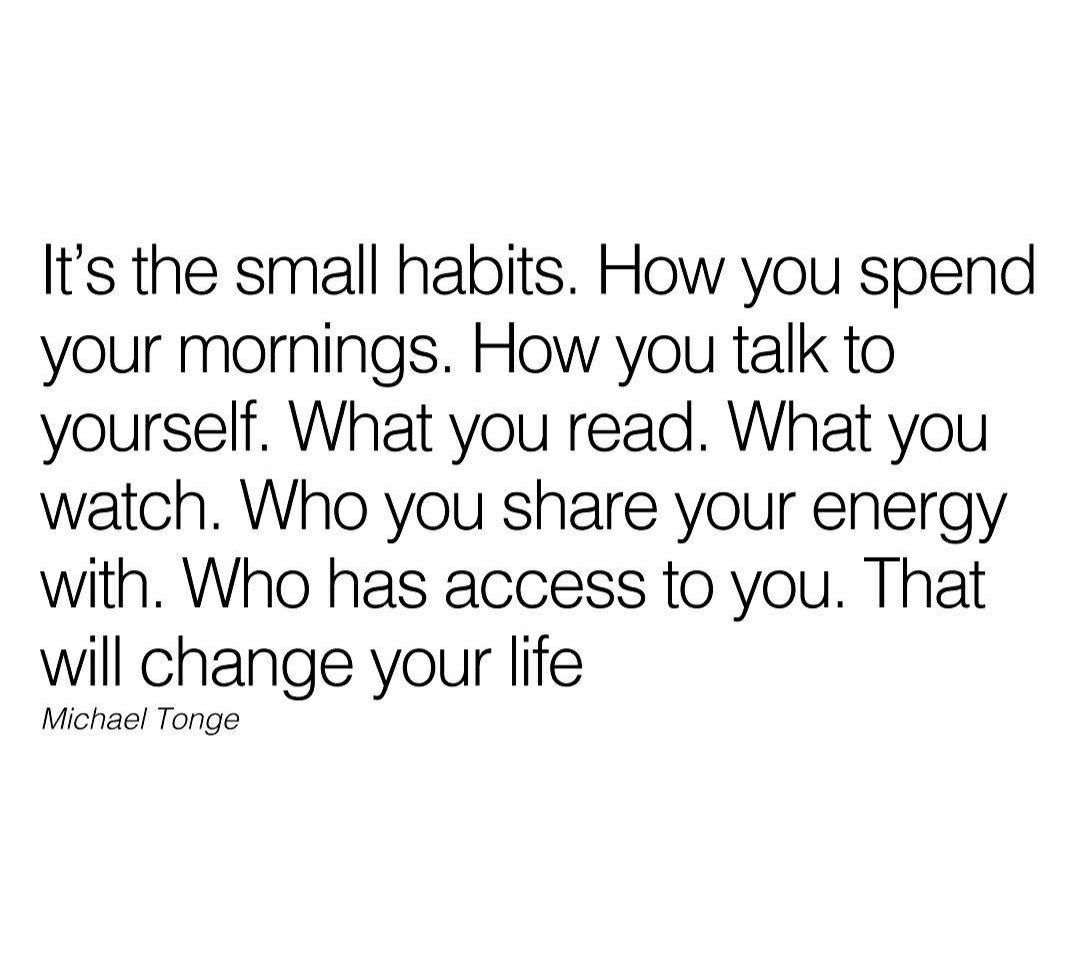 It’s the small habits. How you spend
your mornings. How you talk to
yourself. What you read. What you
watch. Who you share your energy
with. Who has access to you. That
will change your life
Michael Tonge